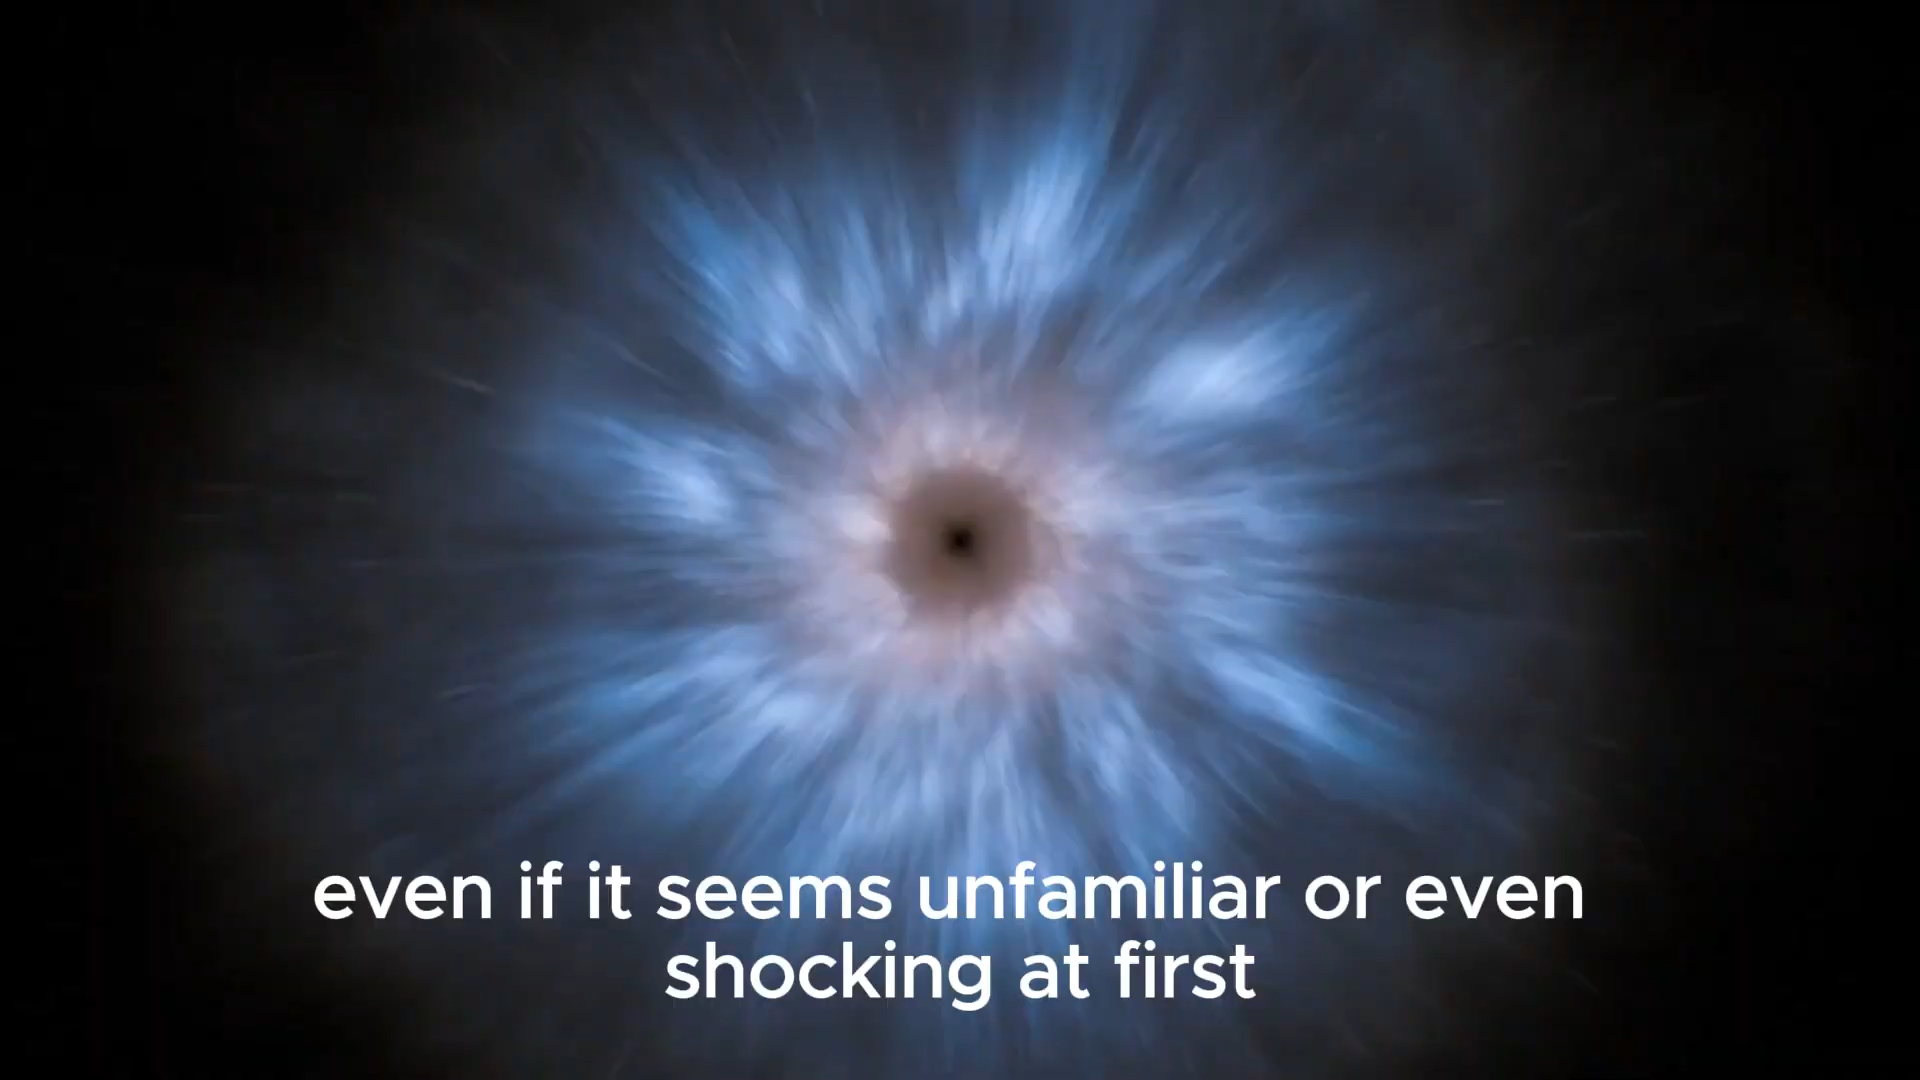 even if it seems unfamiliar or even
shocking at first